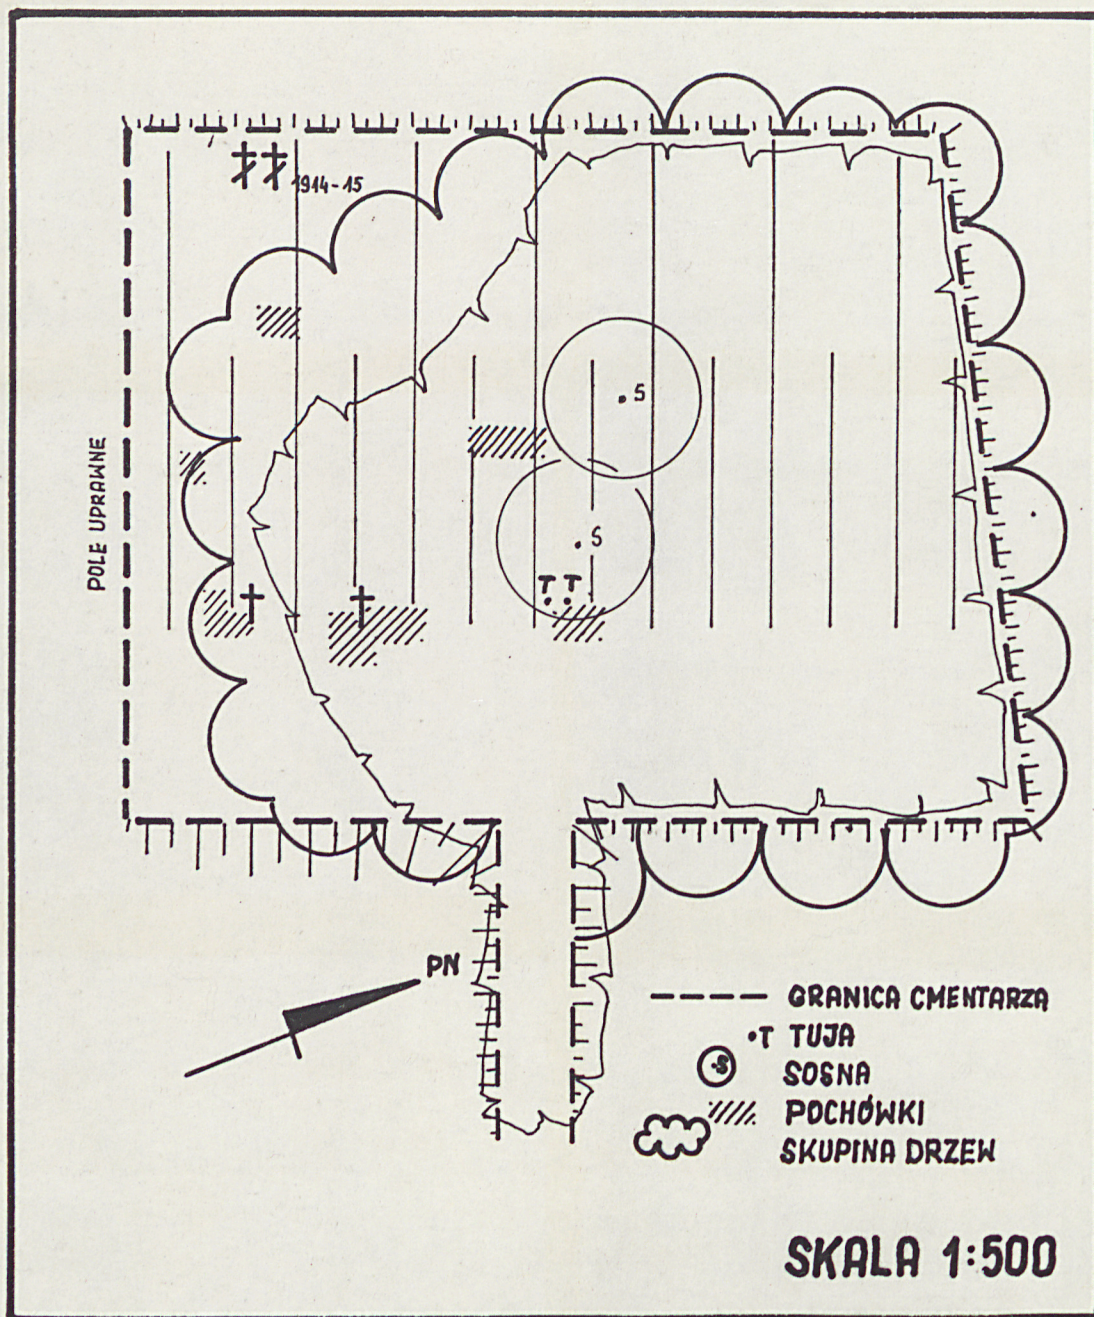 1914-15
POLE UPRAWNE
S
S
T T
PN
GRANICA CMENTARZA
T TUJA
S SOSNA
POCHÓWKI
SKUPINA DRZEW
SKALA 1:500